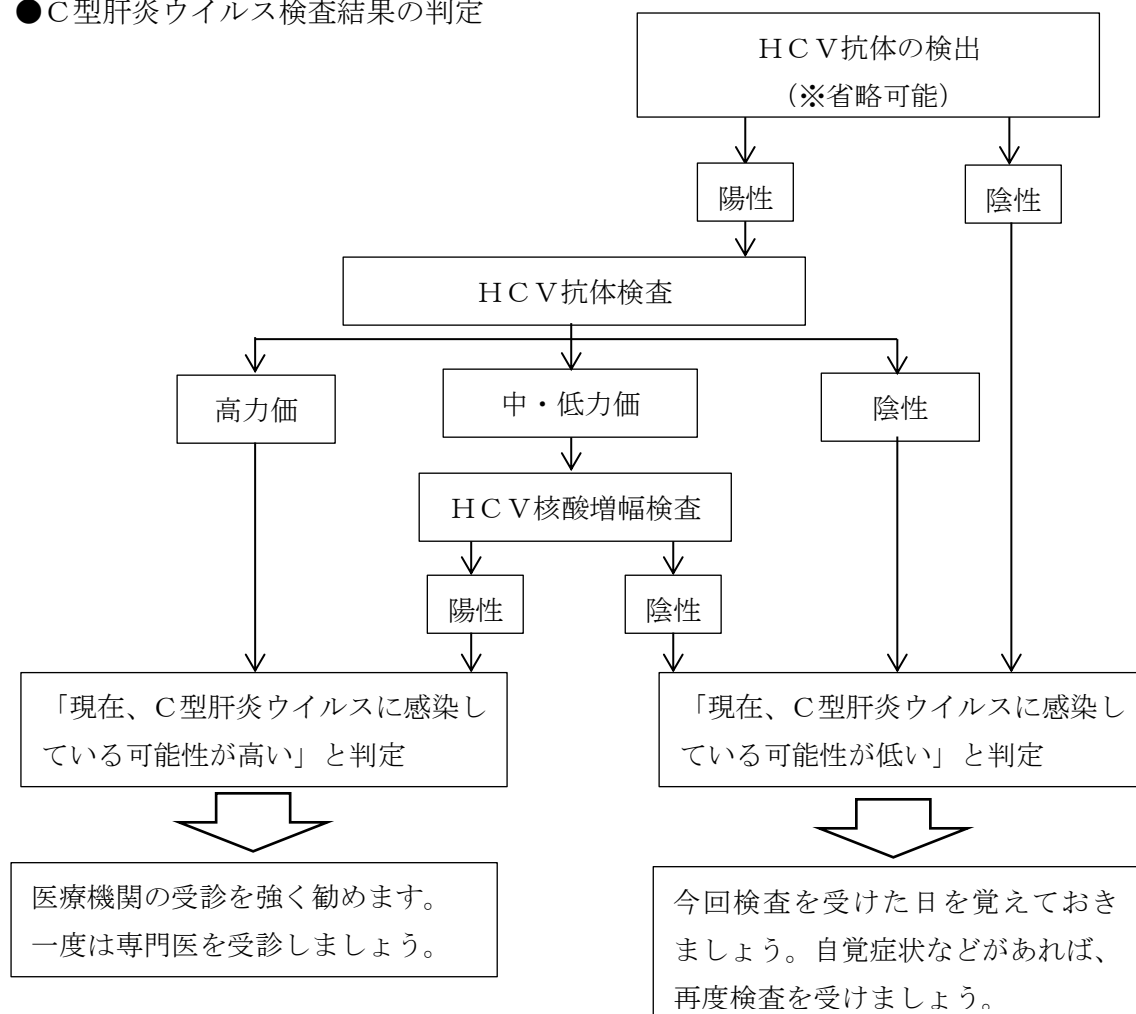 ●C型肝炎ウイルス検査結果の判定
HCV抗体の検出
(※省略可能)
陽性
陰性
HCV抗体検査
高力価
中・低力価
陰性
HCV核酸増幅検査
陽性
陰性
「現在、C型肝炎ウイルスに感染し
ている可能性が高い」と判定
「現在、C型肝炎ウイルスに感染し
ている可能性が低い」と判定
医療機関の受診を強く勧めます。
一度は専門医を受診しましょう。
今回検査を受けた日を覚えておき
ましょう。自覚症状などがあれば、
再度検査を受けましょう。